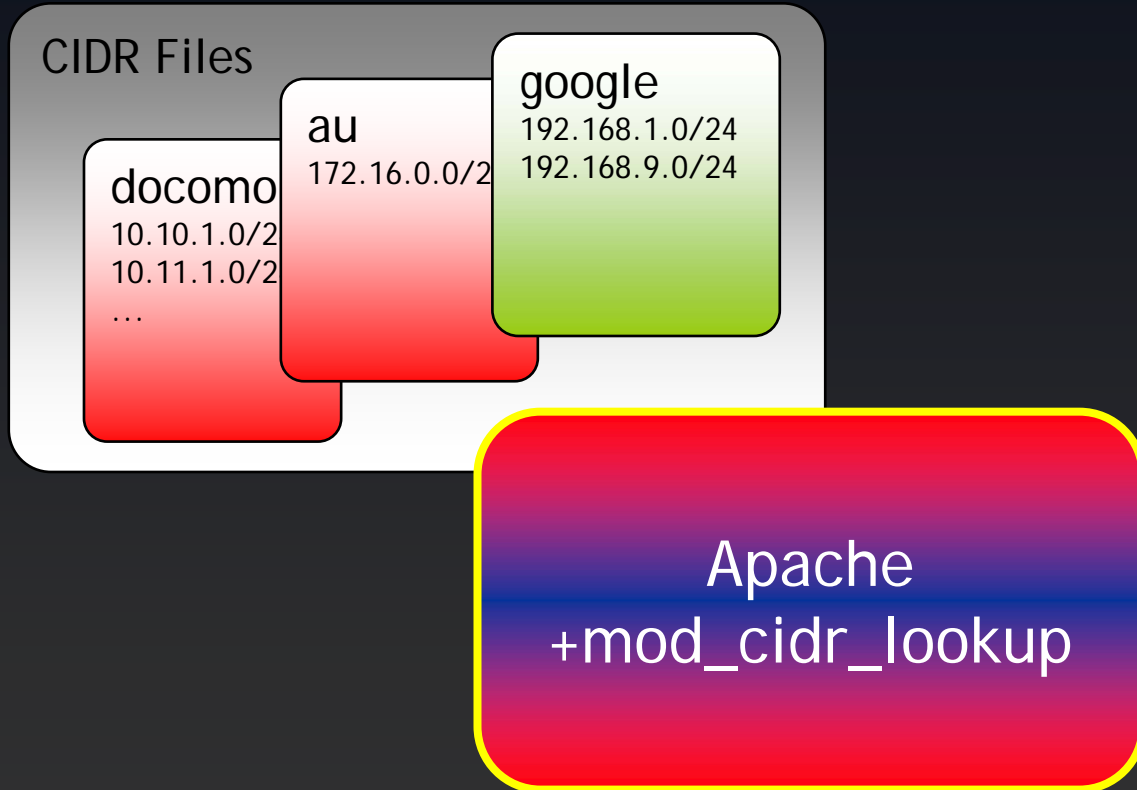 CIDR Files
docomo
10.10.1.0/2
10.11.1.0/2
...
au
172.16.0.0/2
google
192.168.1.0/24
192.168.9.0/24
Apache
+mod_cidr_lookup